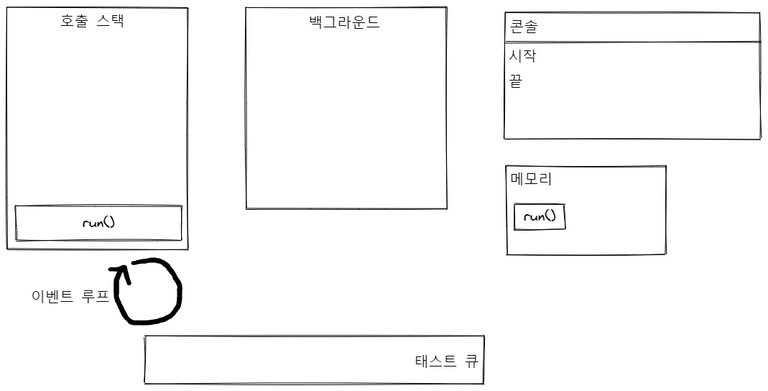 호출 스택
백그라운드
콘솔
시작
끝
메모리
run()
run()
이벤트 루프
태스트 큐